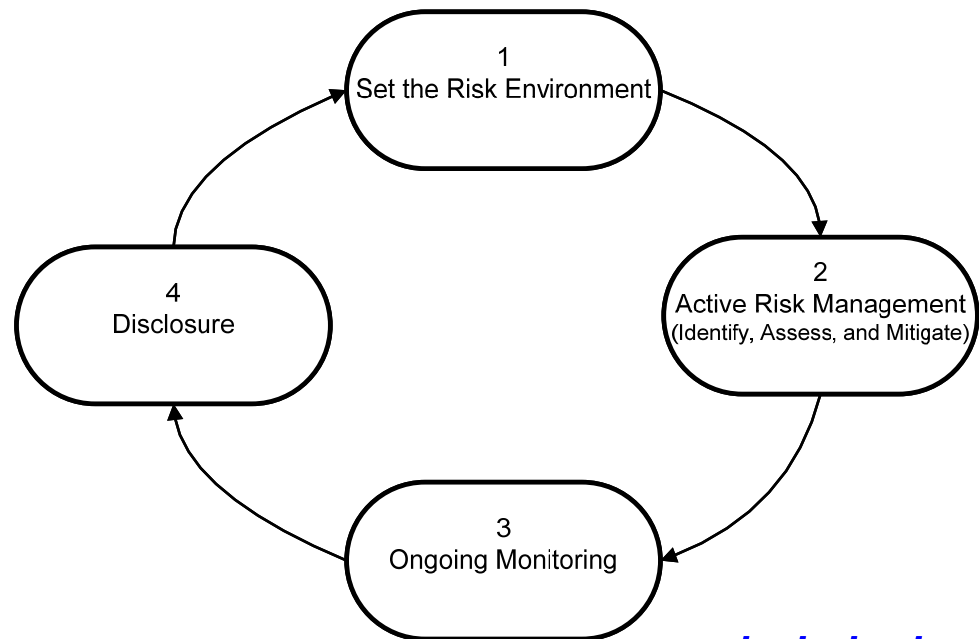 1
Set the Risk Environment
2
Active Risk Management
(Identify, Assess, and Mitigate)
3
Ongoing Monitoring
4
Disclosure